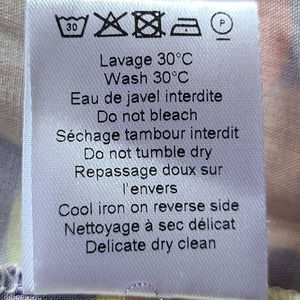 30 P
Lavage 30°C
Wash 30°C
Eau de javel interdite
Do not bleach
Séchage tambour interdit
Do not tumble dry
Repassage doux sur
l'envers
Cool iron on reverse side
Nettoyage à sec délicat
Delicate dry clean